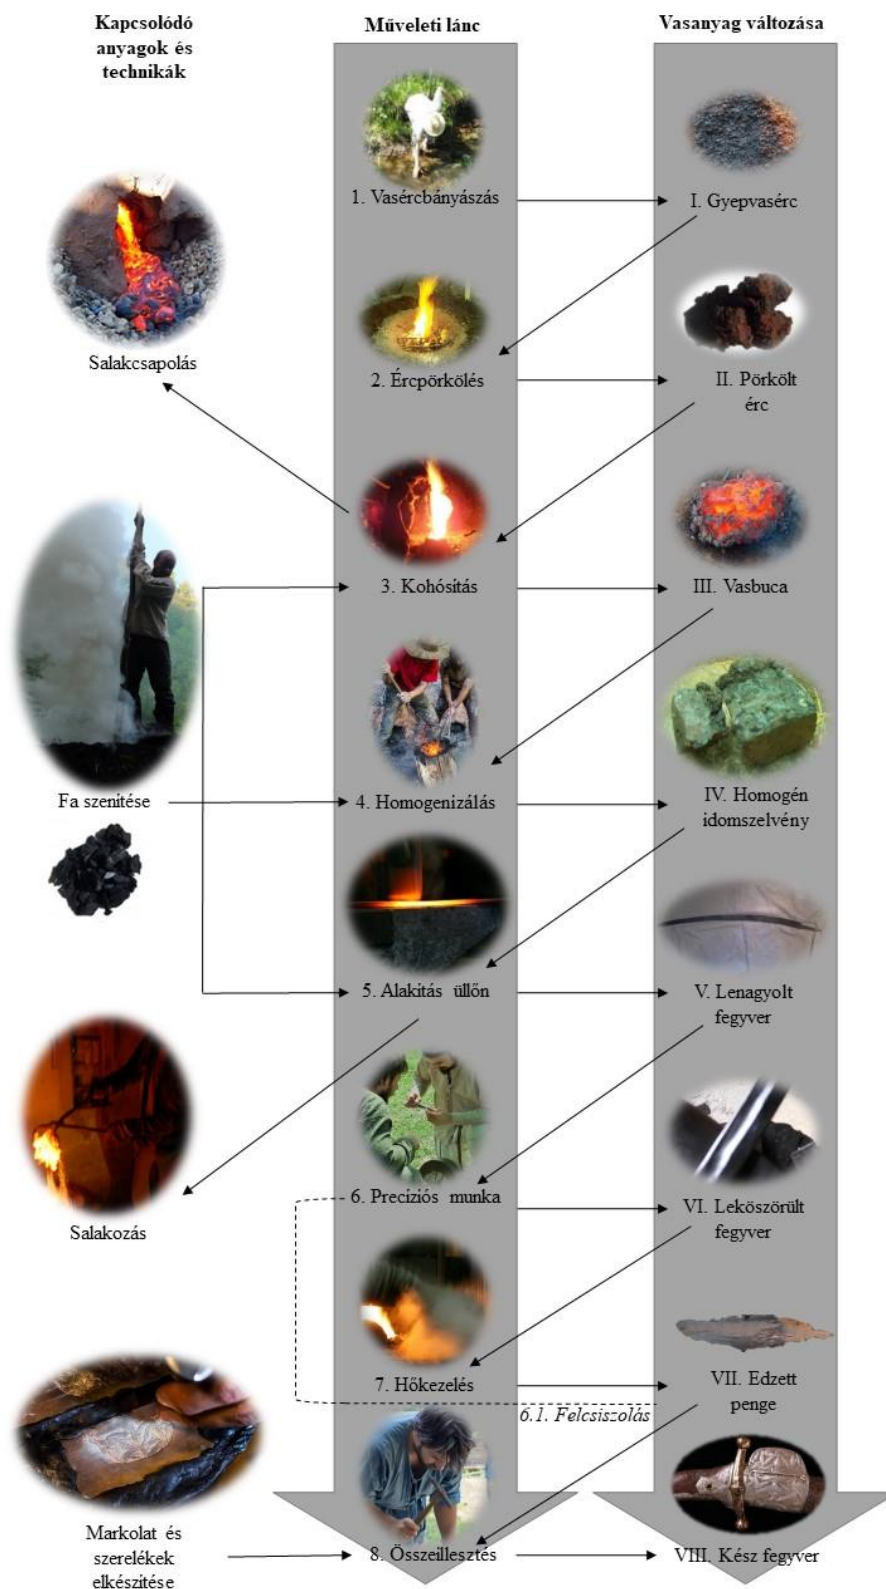 Kapcsolódó
anyagok és
technikák
Műveleti lánc
Vasanyag változása
1. Vasércbányászás
I. Gyepvasérc
Salakcsapolás
2. Ércpörkölés
II. Pörkölt
érc
3. Kohósítás
III. Vasbuca
Fa szenítése
4. Homogenizálás
IV. Homogén
idomszelvény
5. Alakítás üllőn
V. Lenagyolt
fegyver
Salakozás
6. Precíziós munka
VI. Leköszörült
fegyver
7. Hőkezelés
VII. Edzett
penge
6.1. Felcsiszolás
Markolat és
szerelékek
elkészítése
8. Összeillesztés
VIII. Kész fegyver